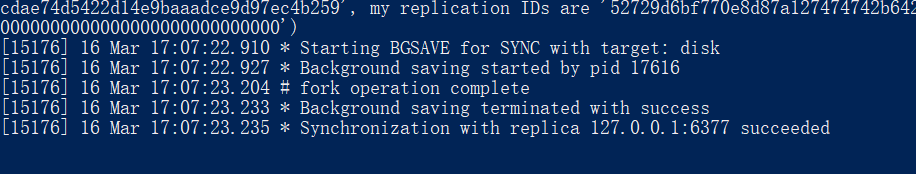 cdae74d5422d14e9baaadce9d97ec4b259', my replication IDs are '52729d6bf770e8d87a127474742b642
0000000000000000000000000000')
[15176] 16 Mar 17:07:22.910 * Starting BGSAVE for SYNC with target: disk
[15176] 16 Mar 17:07:22.927 * Background saving started by pid 17616
[15176] 16 Mar 17:07:23.204 # fork operation complete
[15176] 16 Mar 17:07:23.233 * Background saving terminated with success
[15176] 16 Mar 17:07:23.235 * Synchronization with replica 127.0.0.1:6377 succeeded